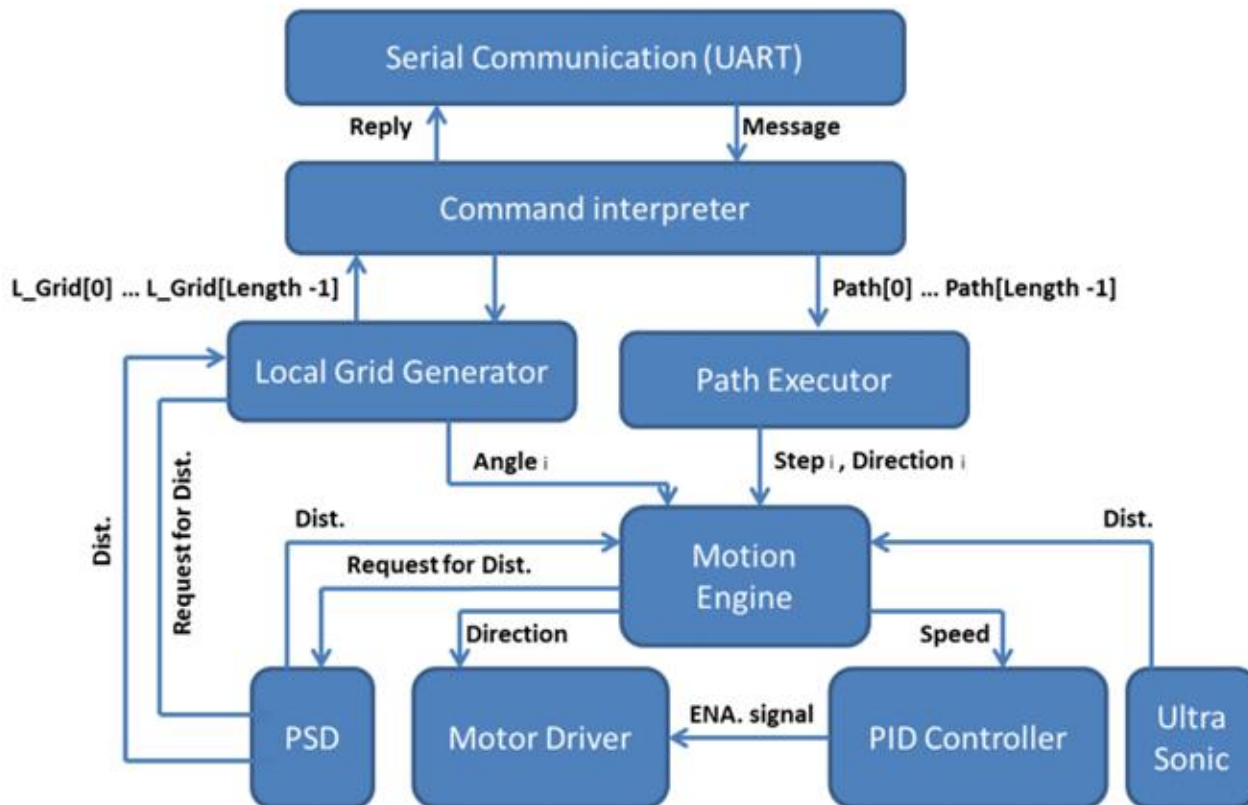 Serial Communication (UART)
Reply
Message
Command interpreter
L_Grid[0] ... L_Grid[Length -1]
Path[0] ... Path[Length -1]
Local Grid Generator
Path Executor
Angle i
Step i , Direction i
Dist.
Request for Dist.
Dist.
Dist.
Request for Dist.
Motion
Engine
Direction
Speed
PSD
Motor Driver
ENA. signal
PID Controller
Ultra
Sonic